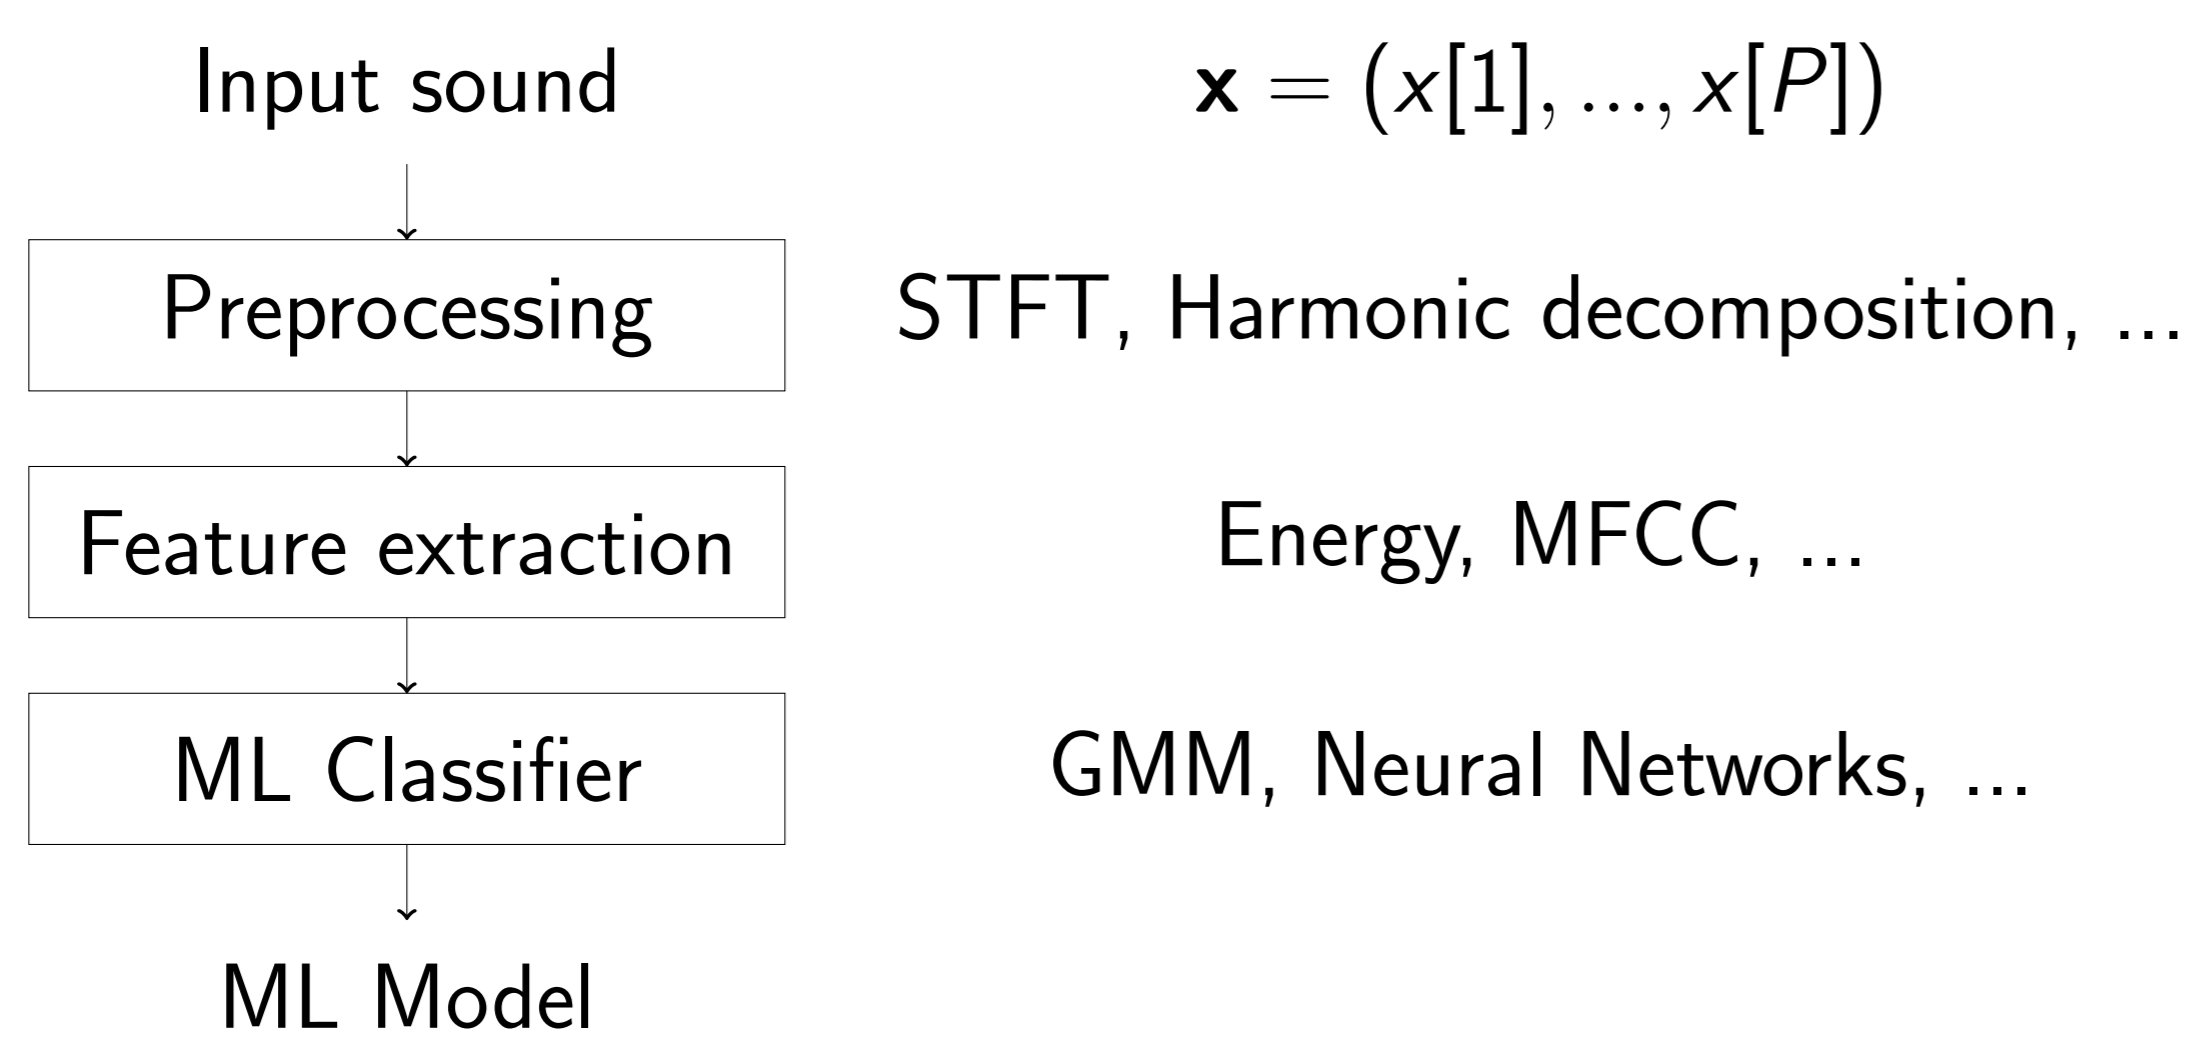 Input sound
x = (x[1], ..., x[P])
Preprocessing
STFT, Harmonic decomposition, ...
Feature extraction
Energy, MFCC, ...
ML Classifier
GMM, Neural Networks, ...
ML Model